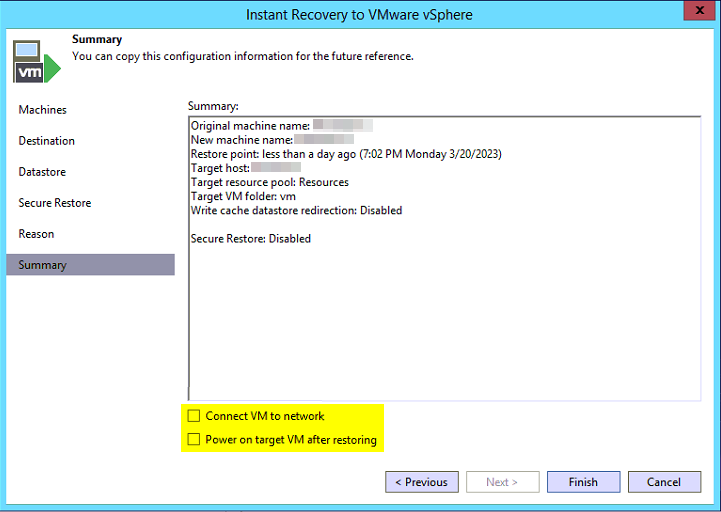 Instant Recovery to VMware vSphere
x
vm
Summary
You can copy this configuration information for the future reference.
Machines
Destination
Datastore
Secure Restore
Reason
Summary
Summary:
Original machine name:
New machine name:
Restore point: less than a day ago (7:02 PM Monday 3/20/2023)
Target host:
Target resource pool: Resources
Target VM folder: vm
Write cache datastore redirection: Disabled
Secure Restore: Disabled
Connect VM to network
Power on target VM after restoring
< Previous
Next >
Finish
Cancel